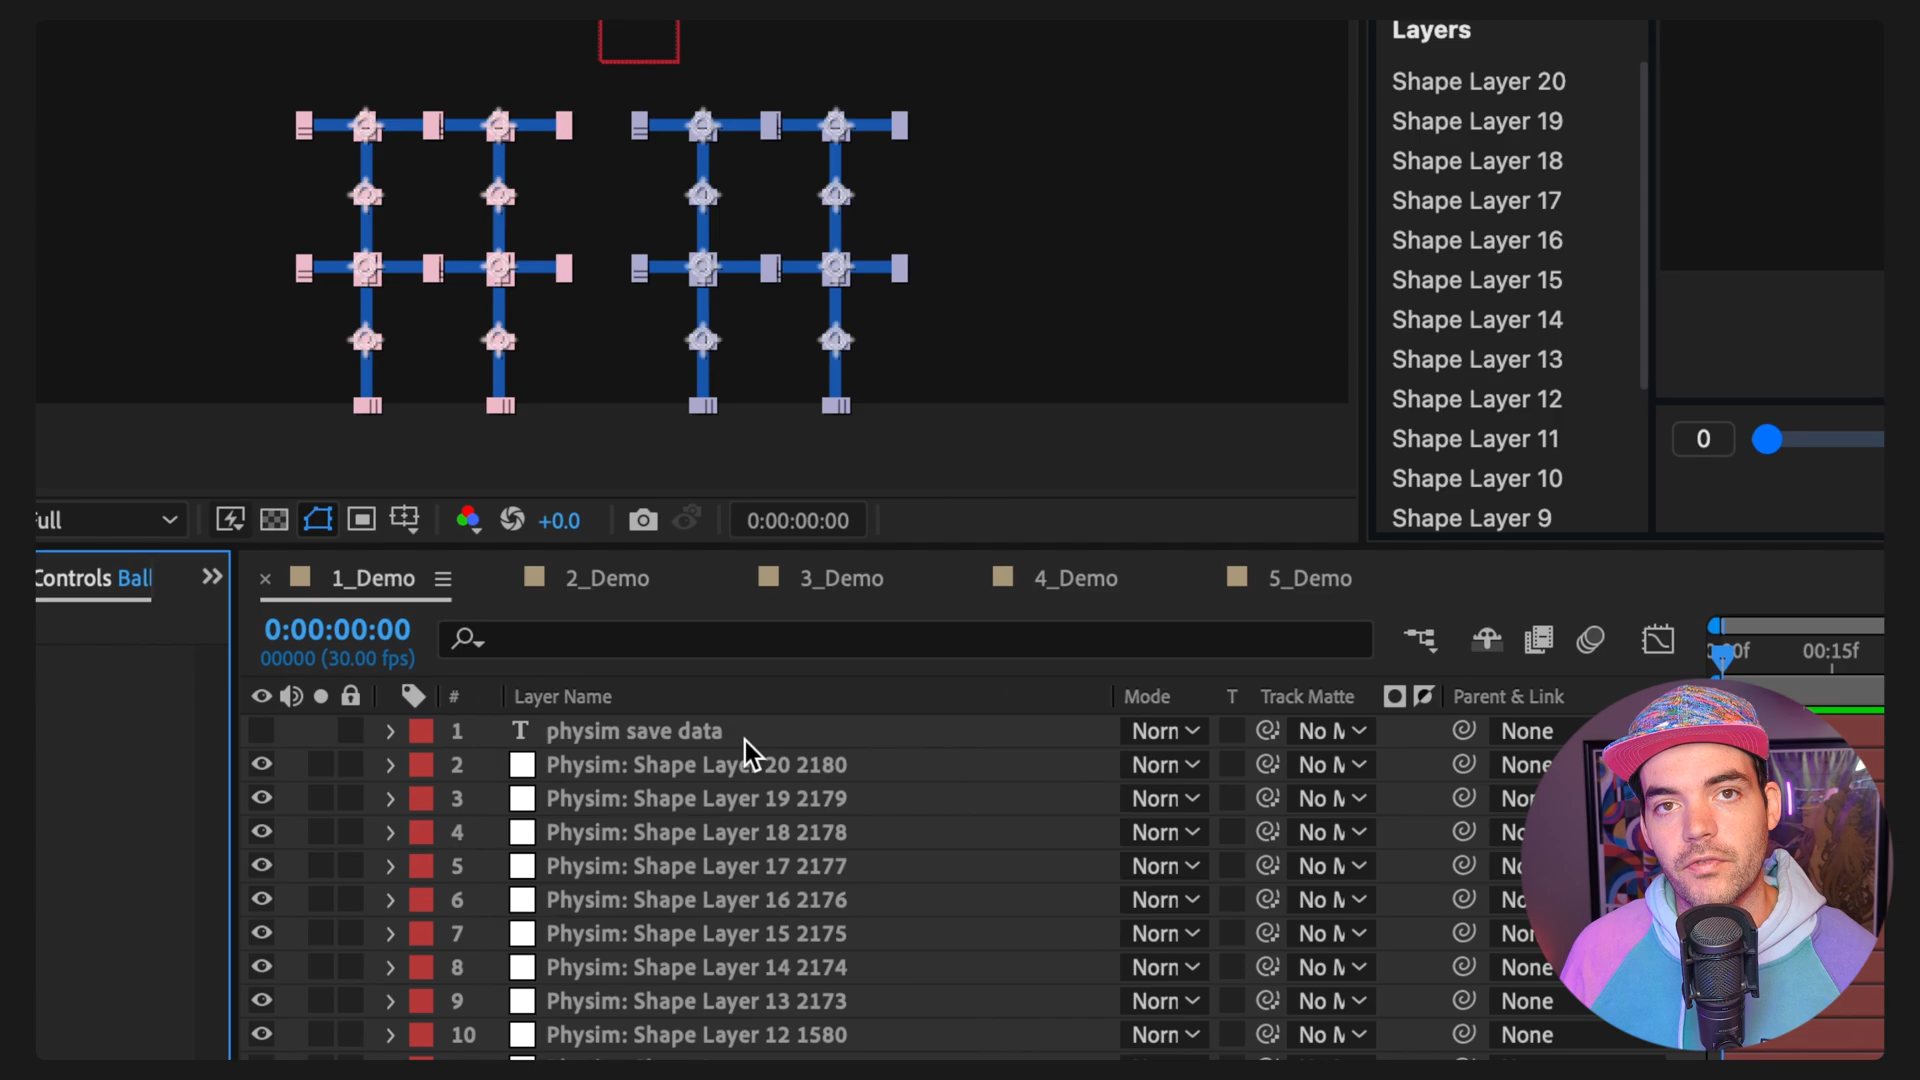 Layers
Shape Layer 20
Shape Layer 19
Shape Layer 18
Shape Layer 17
Shape Layer 16
Shape Layer 15
Shape Layer 14
Shape Layer 13
Shape Layer 12
Shape Layer 11
Shape Layer 10
Shape Layer 9
0
+0.0
0:00:00:00
Controls Ball
1_Demo
2_Demo
3_Demo
4_Demo
5_Demo
0:00:00:00
00000 (30.00 fps)
00:15f
# Layer Name Mode T Track Matte Parent & Link
1 T physim save data Norn No M None
2 Physim: Shape Layer 20 2180 Norn No M None
3 Physim: Shape Layer 19 2179 Norn No M
4 Physim: Shape Layer 18 2178 Norn No M
5 Physim: Shape Layer 17 2177 Norn No M
6 Physim: Shape Layer 16 2176 Norn No M
7 Physim: Shape Layer 15 2175 Norn No M
8 Physim: Shape Layer 14 2174 Norn No M None
9 Physim: Shape Layer 13 2173 Norn No M None
10 Physim: Shape Layer 12 1580 Norn No M None